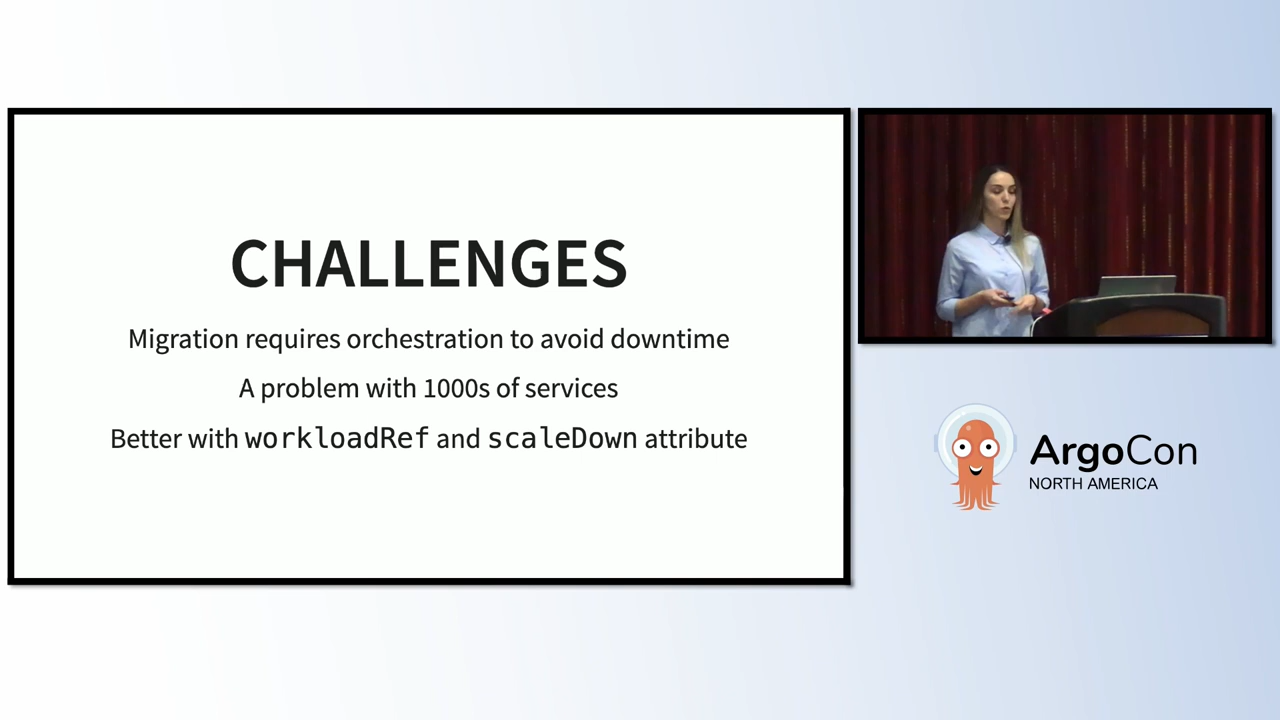 CHALLENGES
Migration requires orchestration to avoid downtime
A problem with 1000s of services
Better with workloadRef and scaleDown attribute
ArgoCon
NORTH AMERICA